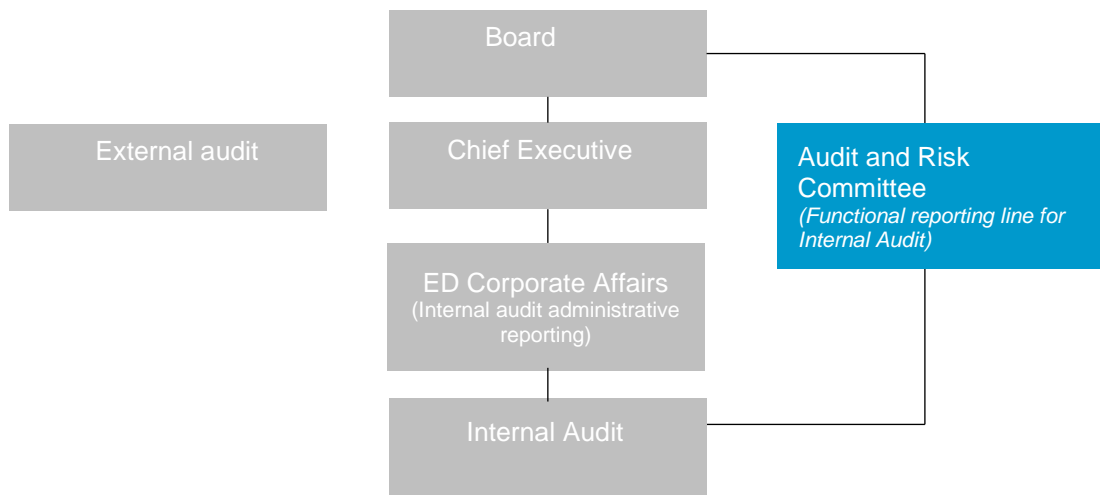 Board
External audit
Chief Executive
Audit and Risk
Committee
(Functional reporting line for
Internal Audit)
ED Corporate Affairs
(Internal audit administrative
reporting)
Internal Audit